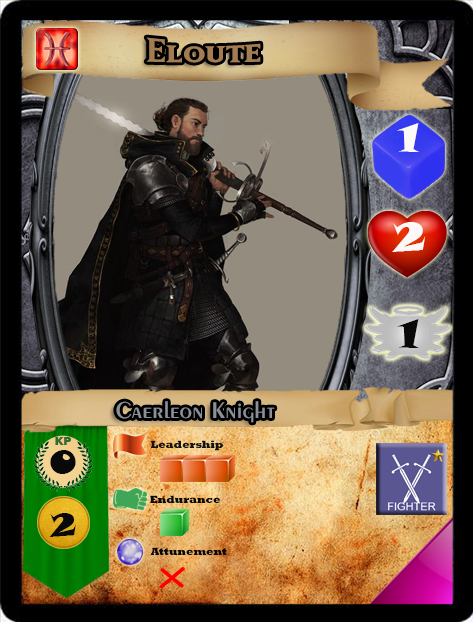 Eloute
1
2
1
Caerleon Knight
KP
2
Leadership
Endurance
Attunement
FIGHTER